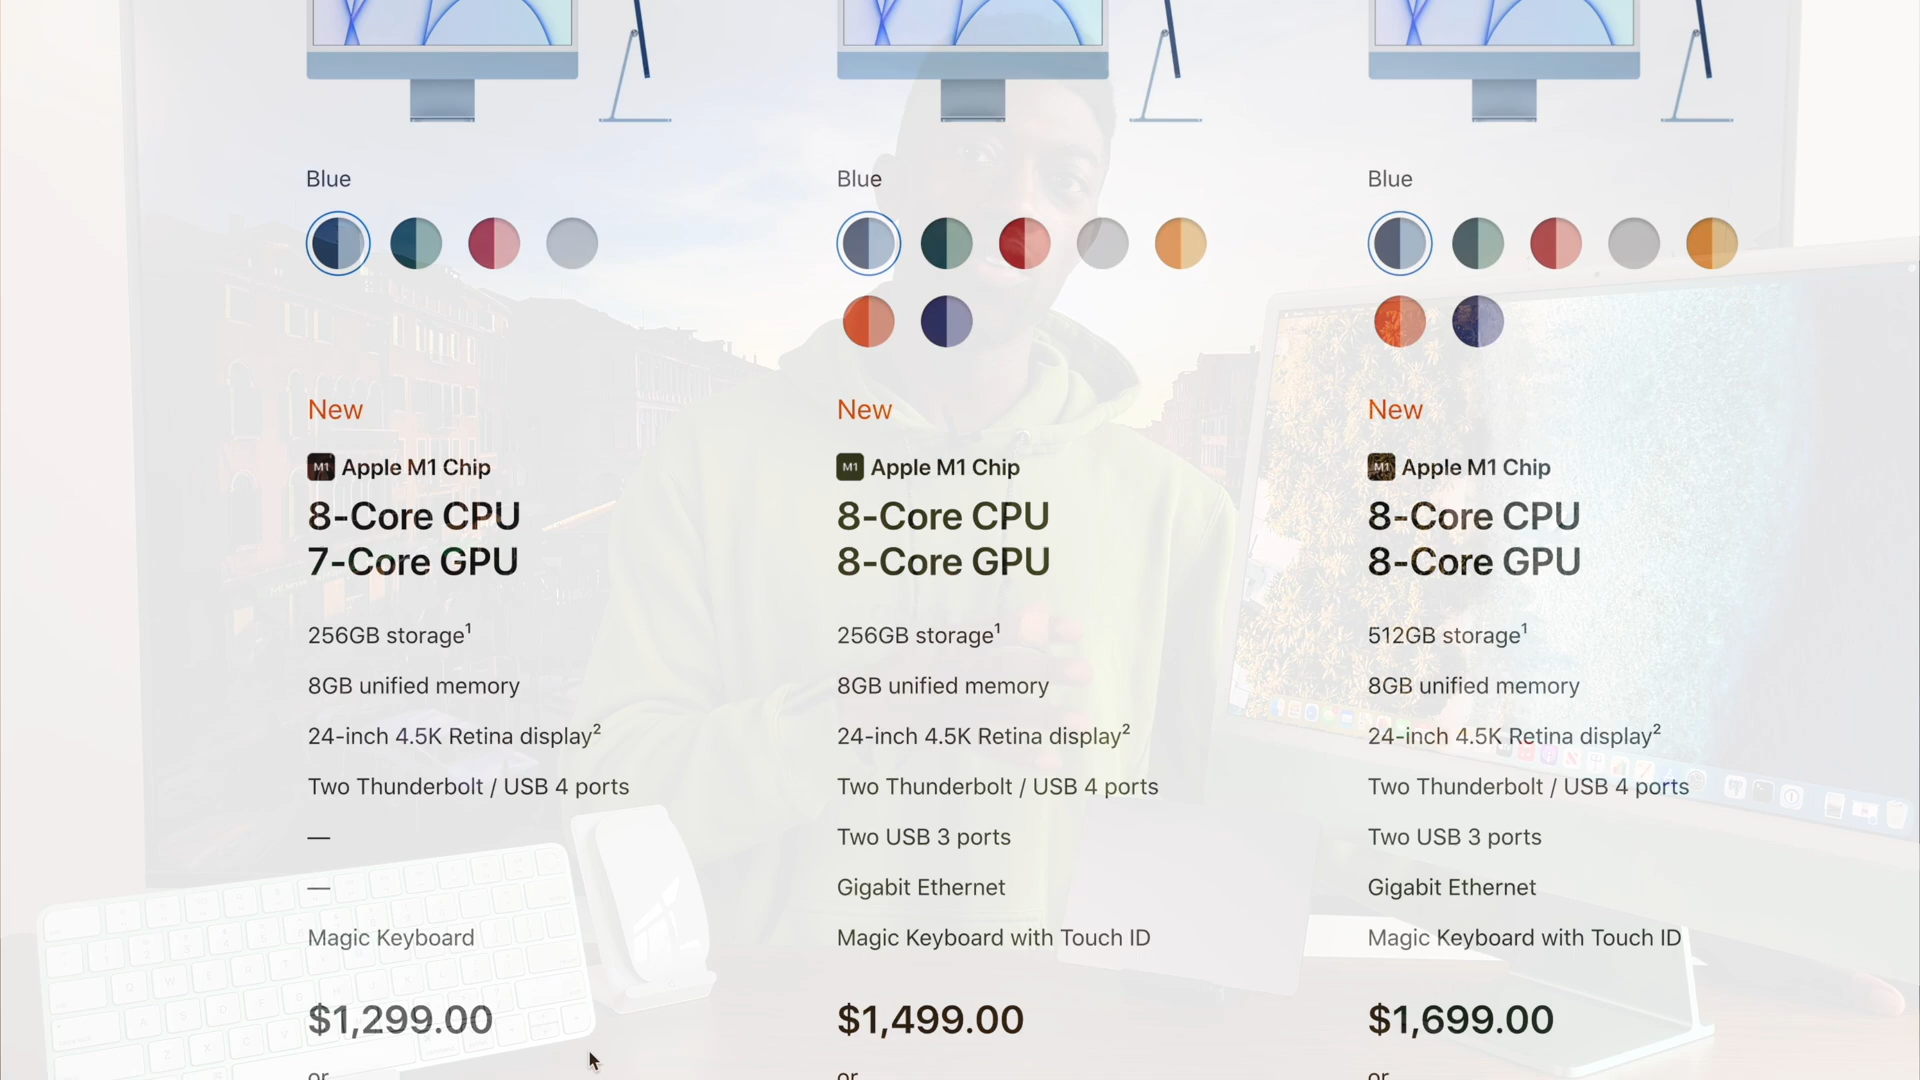 Blue
New
M1 Apple M1 Chip
8-Core CPU
7-Core GPU
256GB storage¹
8GB unified memory
24-inch 4.5K Retina display²
Two Thunderbolt / USB 4 ports
—
—
Magic Keyboard
$1,299.00
or
Blue
New
M1 Apple M1 Chip
8-Core CPU
8-Core GPU
256GB storage¹
8GB unified memory
24-inch 4.5K Retina display²
Two Thunderbolt / USB 4 ports
Two USB 3 ports
Gigabit Ethernet
Magic Keyboard with Touch ID
$1,499.00
or
Blue
New
M1 Apple M1 Chip
8-Core CPU
8-Core GPU
512GB storage¹
8GB unified memory
24-inch 4.5K Retina display²
Two Thunderbolt / USB 4 ports
Two USB 3 ports
Gigabit Ethernet
Magic Keyboard with Touch ID
$1,699.00
or